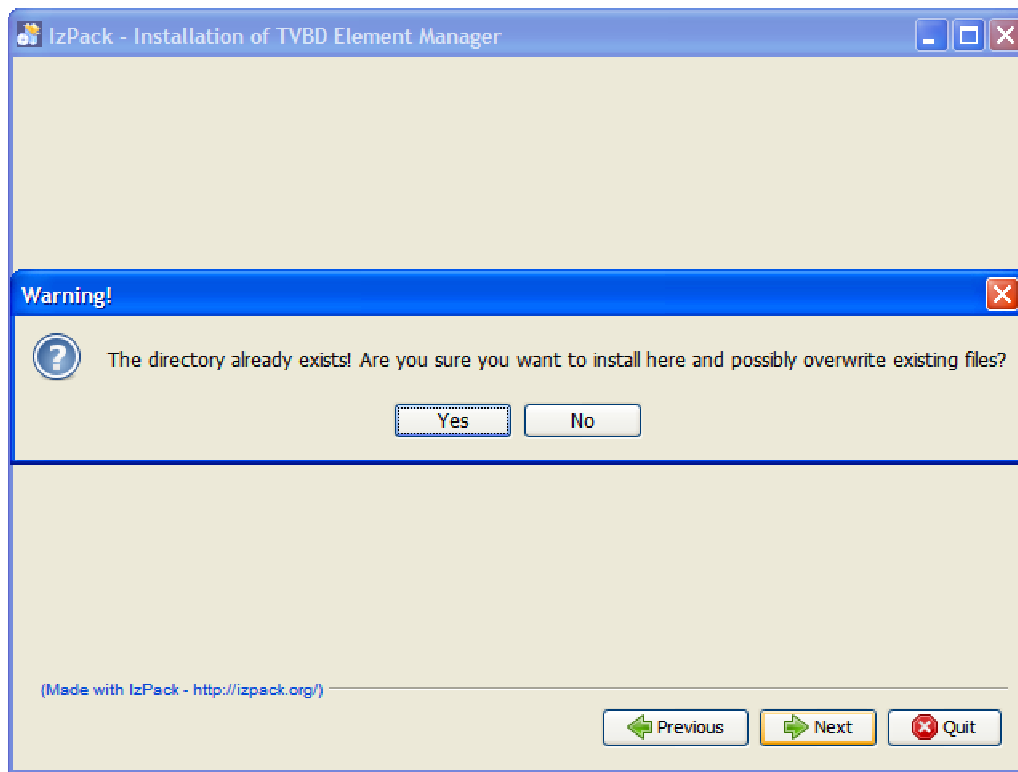 IzPack - Installation of TVBD Element Manager
Warning!
The directory already exists! Are you sure you want to install here and possibly overwrite existing files?
Yes No
(Made with IzPack - http://izpack.org/)
Previous Next Quit